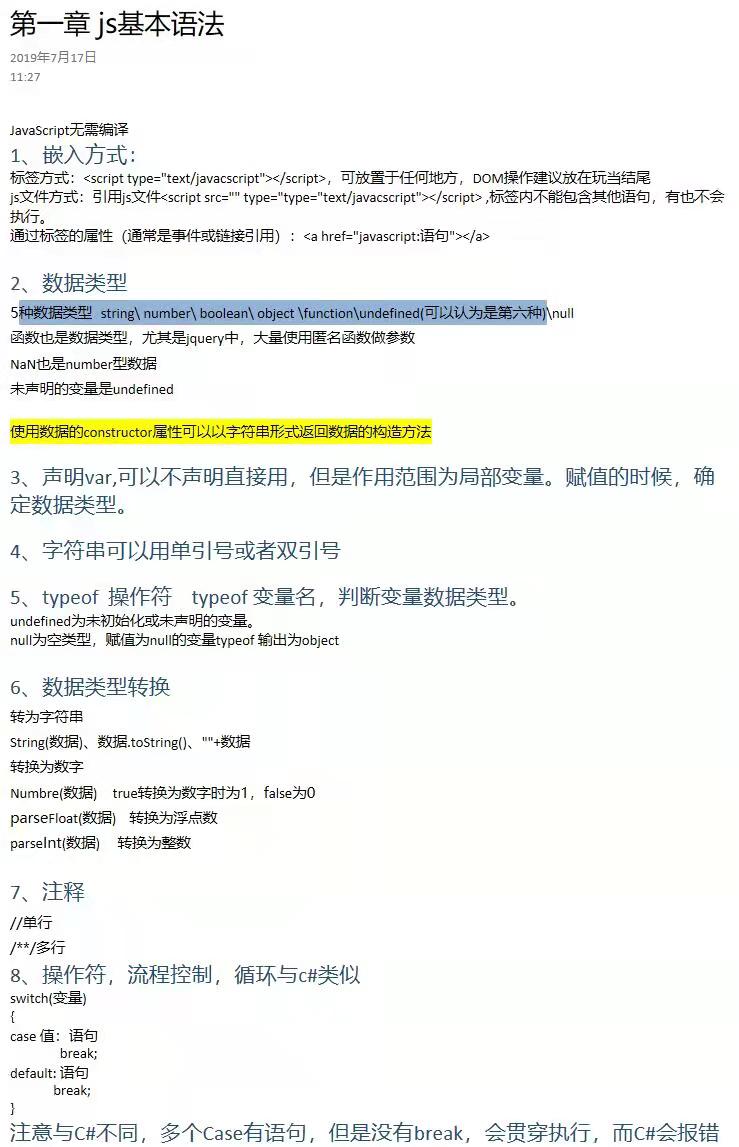 第一章 js基本语法
2019年7月17日
11:27
JavaScript无需编译
1、嵌入方式：
标签方式：<script type="text/javacscript"></script>，可放置于任何地方，DOM操作建议放在玩当结尾
js文件方式：引用js文件<script src="" type="type="text/javacscript"></script> ,标签内不能包含其他语句，有也不会
执行。
通过标签的属性（通常是事件或链接引用）：<a href="javascript:语句"></a>
2、数据类型
5种数据类型 string\ number\ boolean\ object \function\undefined(可以认为是第六种)\null
函数也是数据类型，尤其是jquery中，大量使用匿名函数做参数
NaN也是number型数据
未声明的变量是undefined
使用数据的constructor属性可以以字符串形式返回数据的构造方法
3、声明var,可以不声明直接用，但是作用范围为局部变量。赋值的时候，确
定数据类型。
4、字符串可以用单引号或者双引号
5、typeof 操作符 typeof 变量名，判断变量数据类型。
undefined为未初始化或未声明的变量。
null为空类型，赋值为null的变量typeof 输出为object
6、数据类型转换
转为字符串
String(数据)、数据.toString()、""+数据
转换为数字
Numbre(数据) true转换为数字时为1，false为0
parseFloat(数据) 转换为浮点数
parseInt(数据) 转换为整数
7、注释
//单行
/**/多行
8、操作符，流程控制，循环与c#类似
switch(变量)
{
case 值：语句
break;
default: 语句
break;
}
注意与C#不同，多个Case有语句，但是没有break，会贯穿执行，而C#会报错